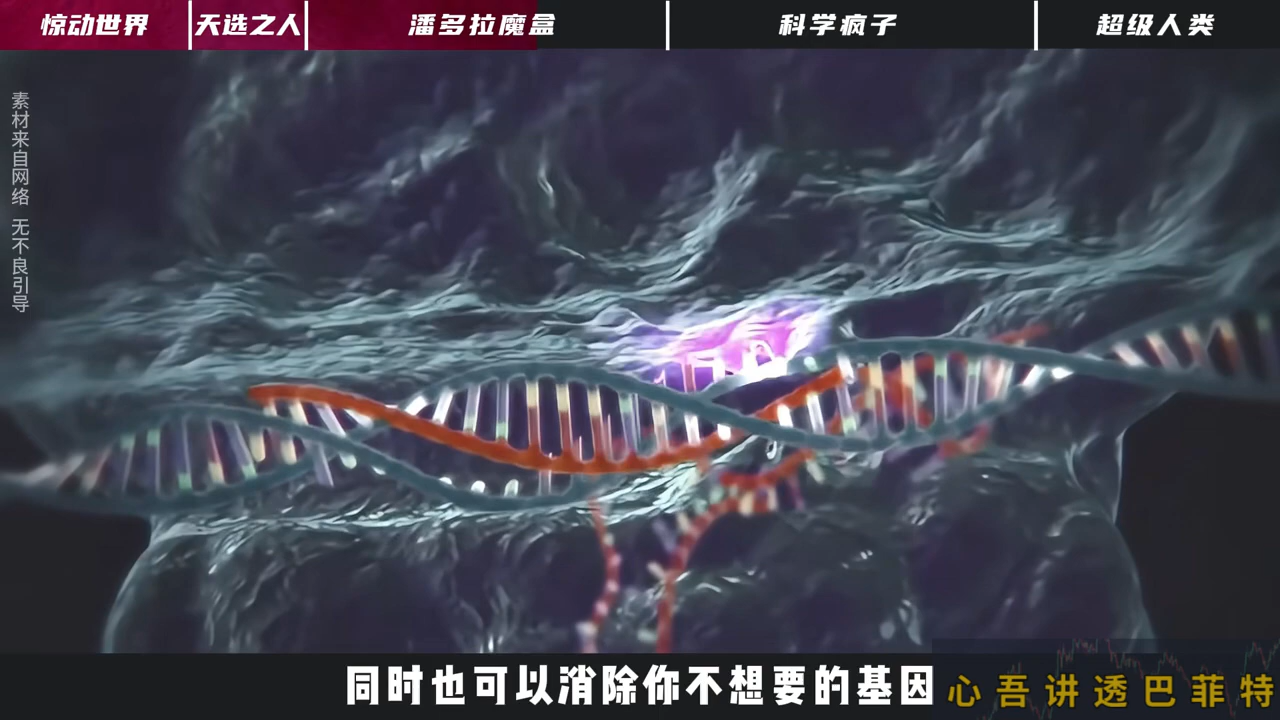 惊动世界
天选之人
潘多拉魔盒
科学疯子
超级人类
素材来自网络 无不良引导
同时也可以消除你不想要的基因
心吾讲透巴菲特